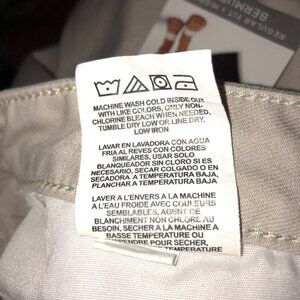 REGULAR FIT
BERMU
MACHINE WASH COLD INSIDE OUT
WITH LIKE COLORS, ONLY NON-
CHLORINE BLEACH WHEN NEEDED,
TUMBLE DRY LOW OR LINE DRY,
LOW IRON
LAVAR EN LAVADORA CON AGUA
FRIA AL REVES CON COLORES
SIMILARES, USAR SOLO
BLANQUEADOR SIN CLORO SI ES
NECESARIO, SECAR COLGADO O EN
SECADORA A TEMPERATURA BAJA,
PLANCHAR A TEMPERATURA BAJA,
LAVER A L'ENVERS A LA MACHINE
A L'EAU FROIDE AVEC COULEURS
SEMBLABLES, AGENT DE
BLANCHIMENT NON CHLORE AU
BESOIN, SECHER A LA MACHINE A
BASSE TEMPERATURE OU
POUR SECHER,